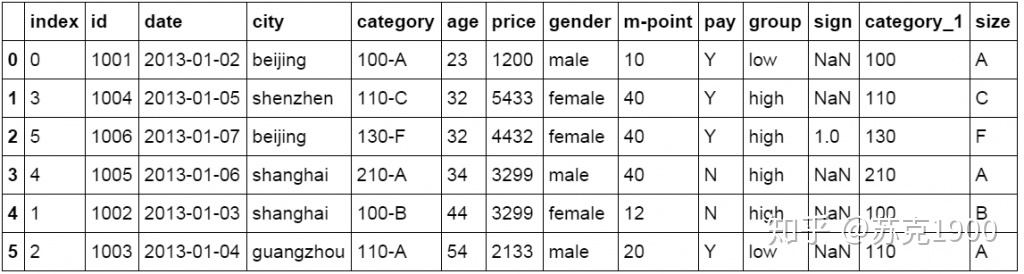 index id date city category age price gender m-point pay group sign category_1 size
0 0 1001 2013-01-02 beijing 100-A 23 1200 male 10 Y low NaN 100 A
1 3 1004 2013-01-05 shenzhen 110-C 32 5433 female 40 Y high NaN 110 C
2 5 1006 2013-01-07 beijing 130-F 32 4432 female 40 Y high 1.0 130 F
3 4 1005 2013-01-06 shanghai 210-A 34 3299 male 40 N high NaN 210 A
4 1 1002 2013-01-03 shanghai 100-B 44 3299 female 12 N high NaN 100 B
5 2 1003 2013-01-04 guangzhou 110-A 54 2133 male 20 Y low NaN 110 A
知乎 @苏克1900